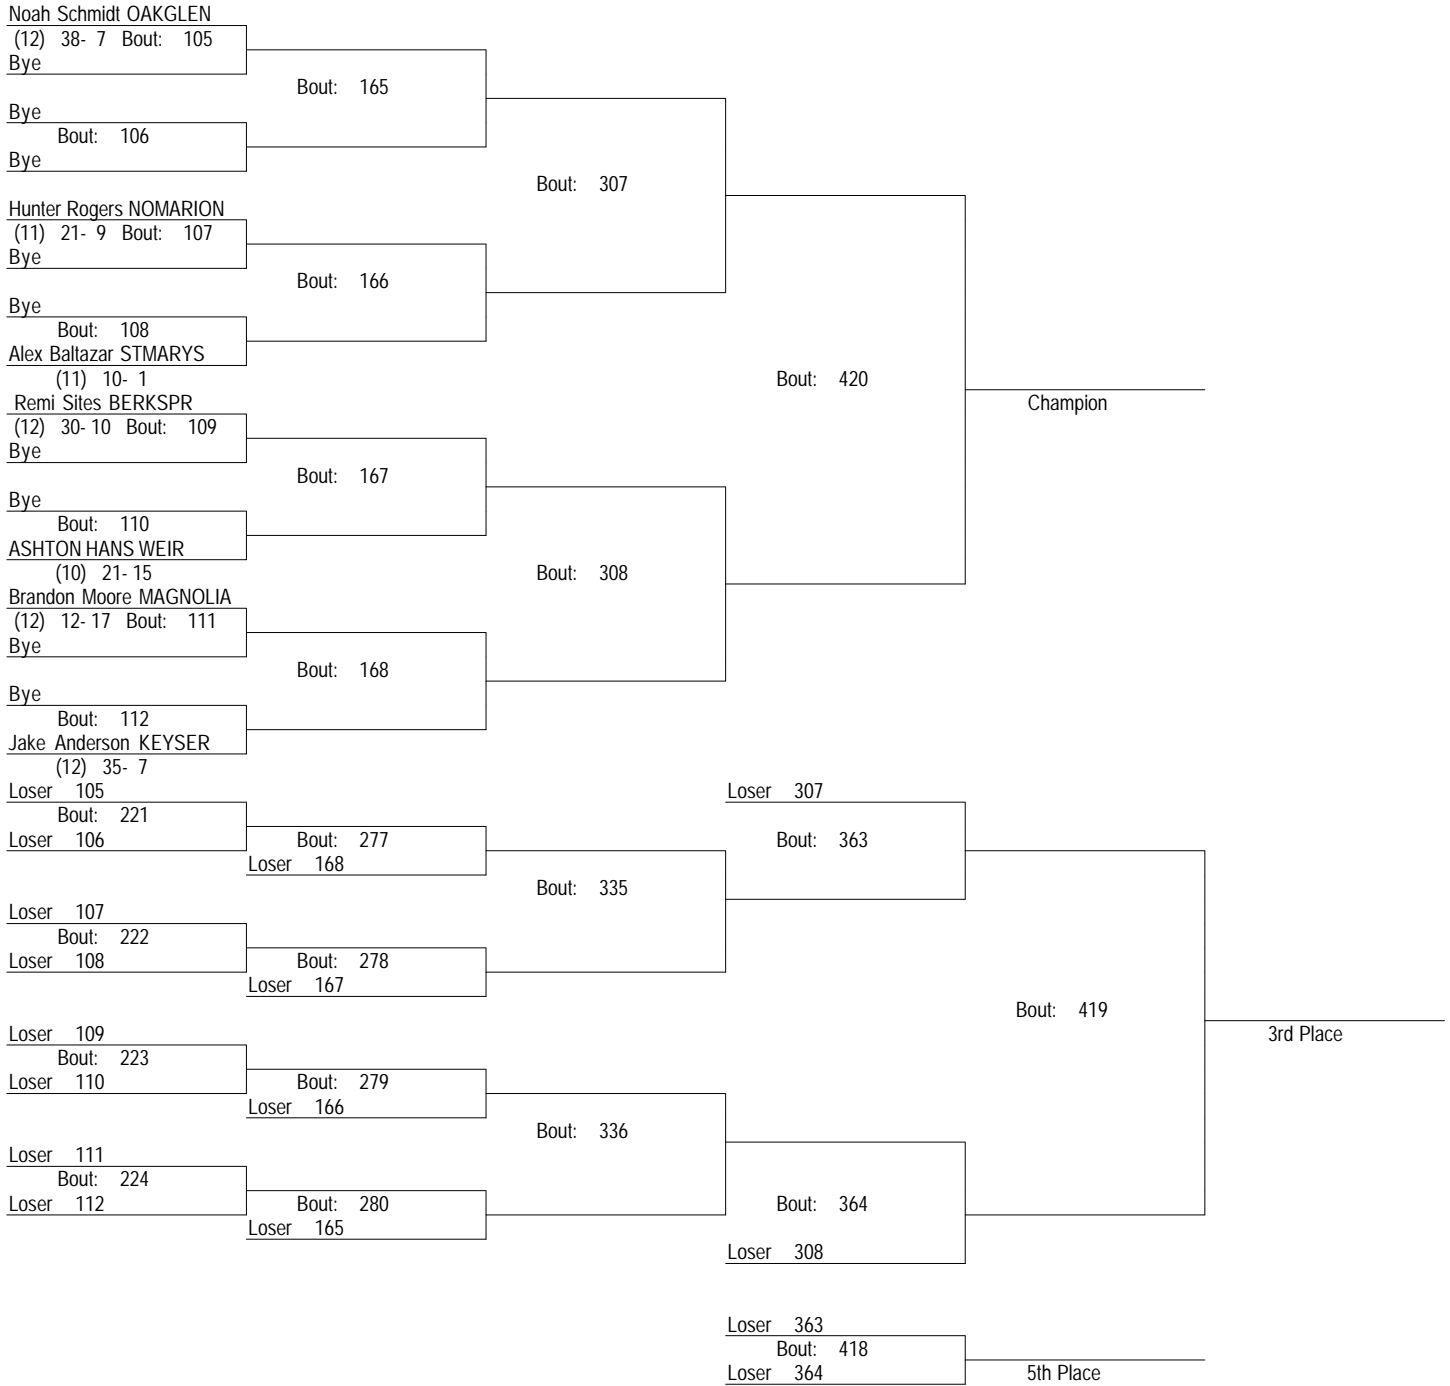 Noah Schmidt OAKGLEN
(12) 38- 7 Bout: 105
Bye
Bout: 165
Bye
Bout: 106
Bye
Bout: 307
Hunter Rogers NOMARION
(11) 21- 9 Bout: 107
Bye
Bout: 166
Bye
Bout: 108
Alex Baltazar STMARYS
(11) 10- 1
Bout: 420
Champion
Remi Sites BERKSPR
(12) 30- 10 Bout: 109
Bye
Bout: 167
Bye
Bout: 110
ASHTON HANS WEIR
(10) 21- 15
Bout: 308
Brandon Moore MAGNOLIA
(12) 12- 17 Bout: 111
Bye
Bout: 168
Bye
Bout: 112
Jake Anderson KEYSER
(12) 35- 7
Loser 105
Bout: 221
Loser 106
Bout: 277
Loser 168
Loser 307
Bout: 363
Bout: 335
Loser 107
Bout: 222
Loser 108
Bout: 278
Loser 167
Bout: 419
3rd Place
Loser 109
Bout: 223
Loser 110
Bout: 279
Loser 166
Bout: 336
Loser 111
Bout: 224
Loser 112
Bout: 280
Loser 165
Bout: 364
Loser 308
Loser 363
Bout: 418
Loser 364
5th Place